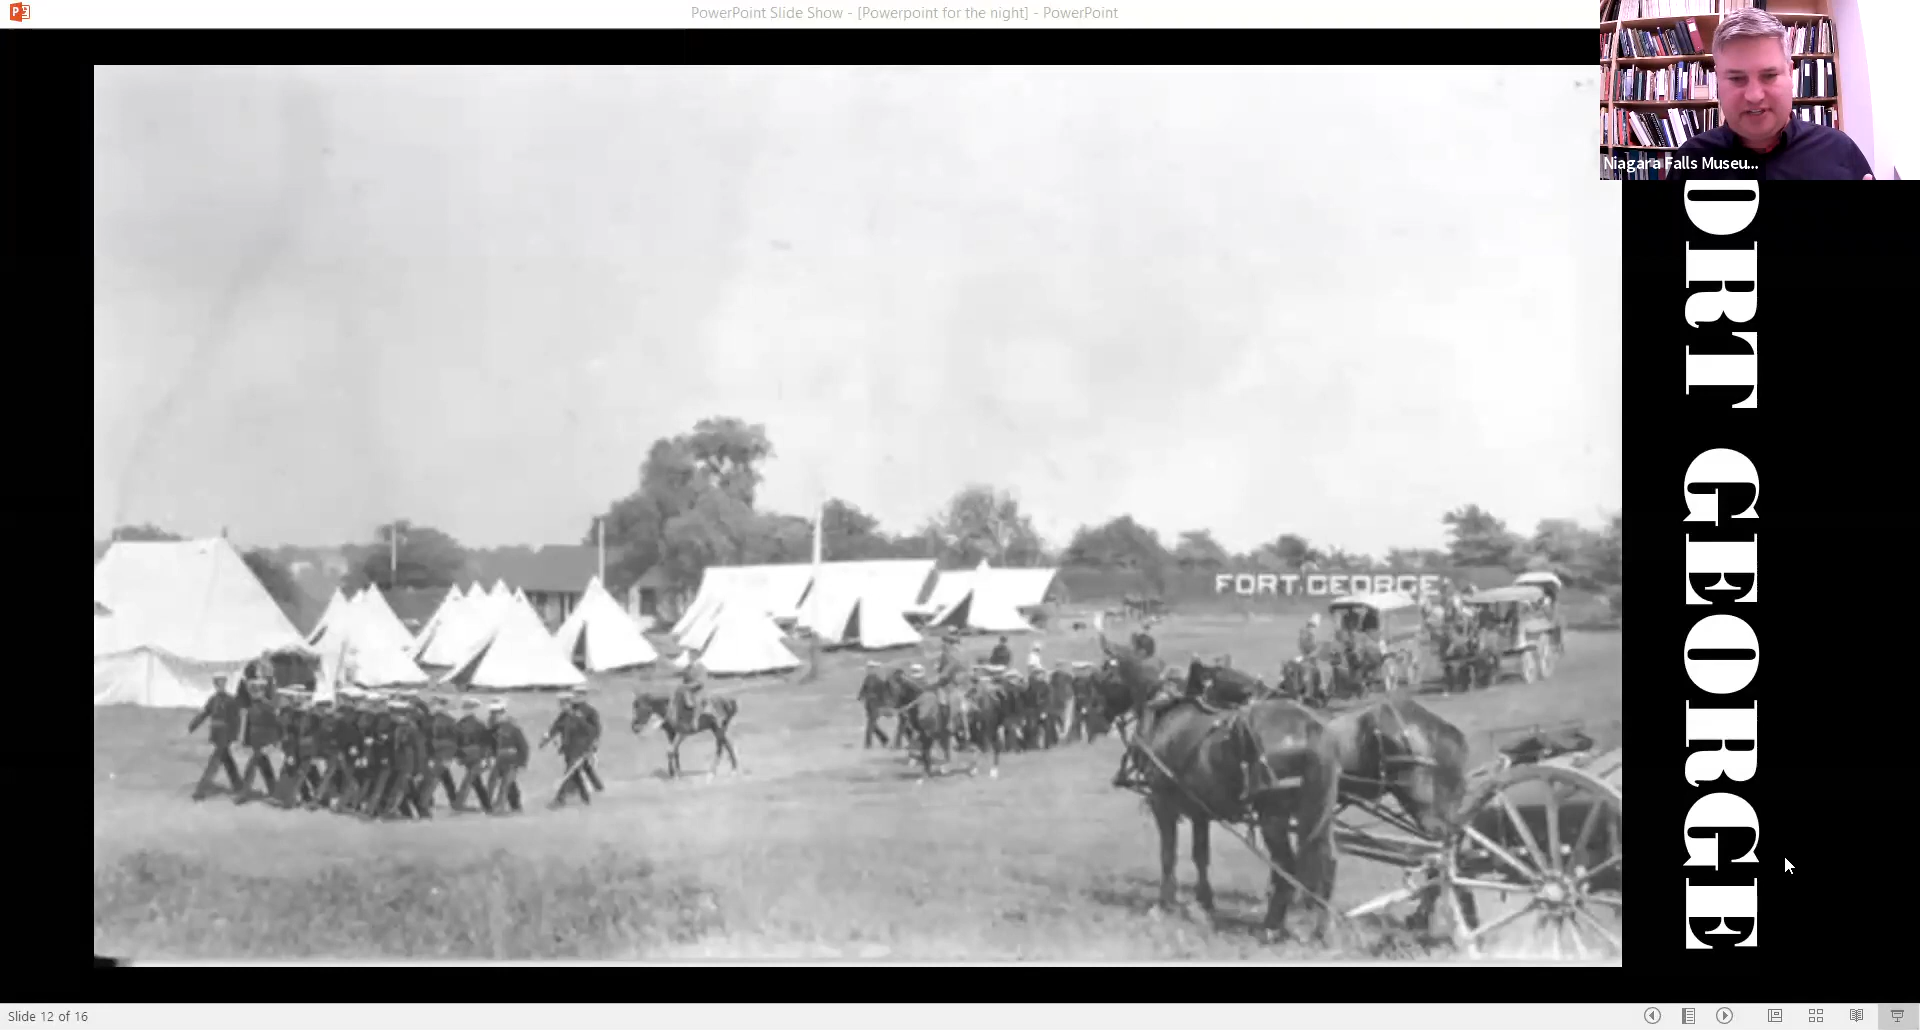 PowerPoint Slide Show - [Powerpoint for the night] - PowerPoint
Niagara Falls Museu...
FORT GEORGE
ORT GEORGE
Slide 12 of 16